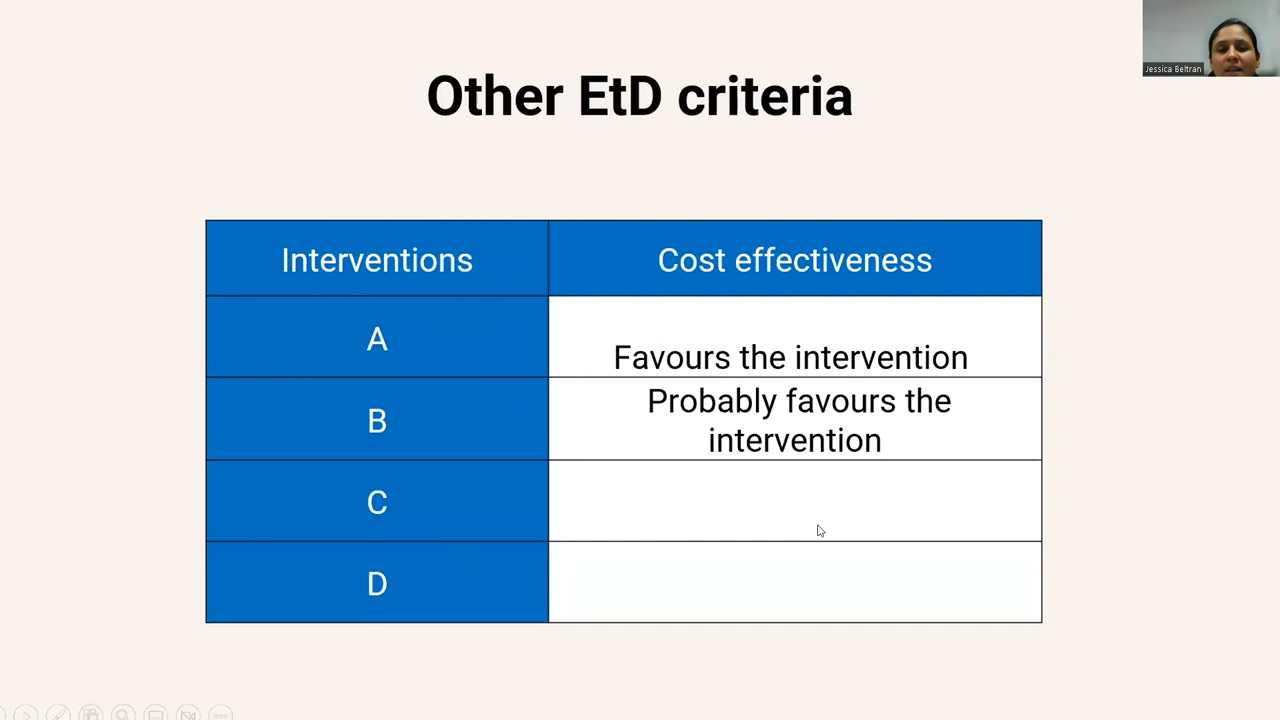 Jessica Beltran
Other EtD criteria
Interventions
Cost effectiveness
A
Favours the intervention
B
Probably favours the
intervention
C
D